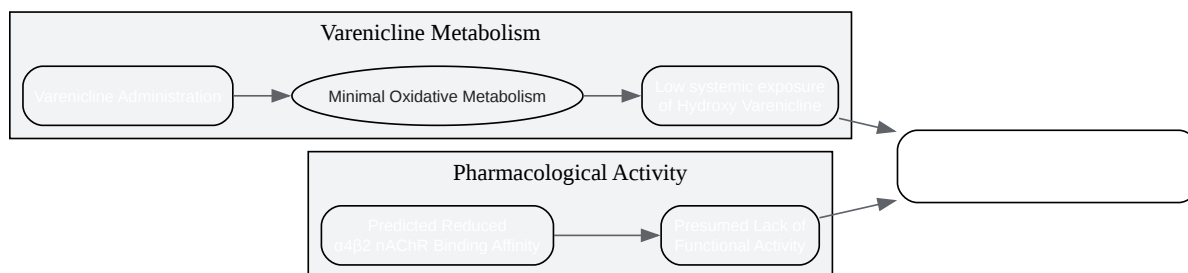 Varenicline Metabolism
Varenicline Administration
Minimal Oxidative Metabolism
Low systemic exposure
of Hydroxy Varenicline
Pharmacological Activity
Predicted Reduced
α4β2 nAChR Binding Affinity
Presumed Lack of
Functional Activity